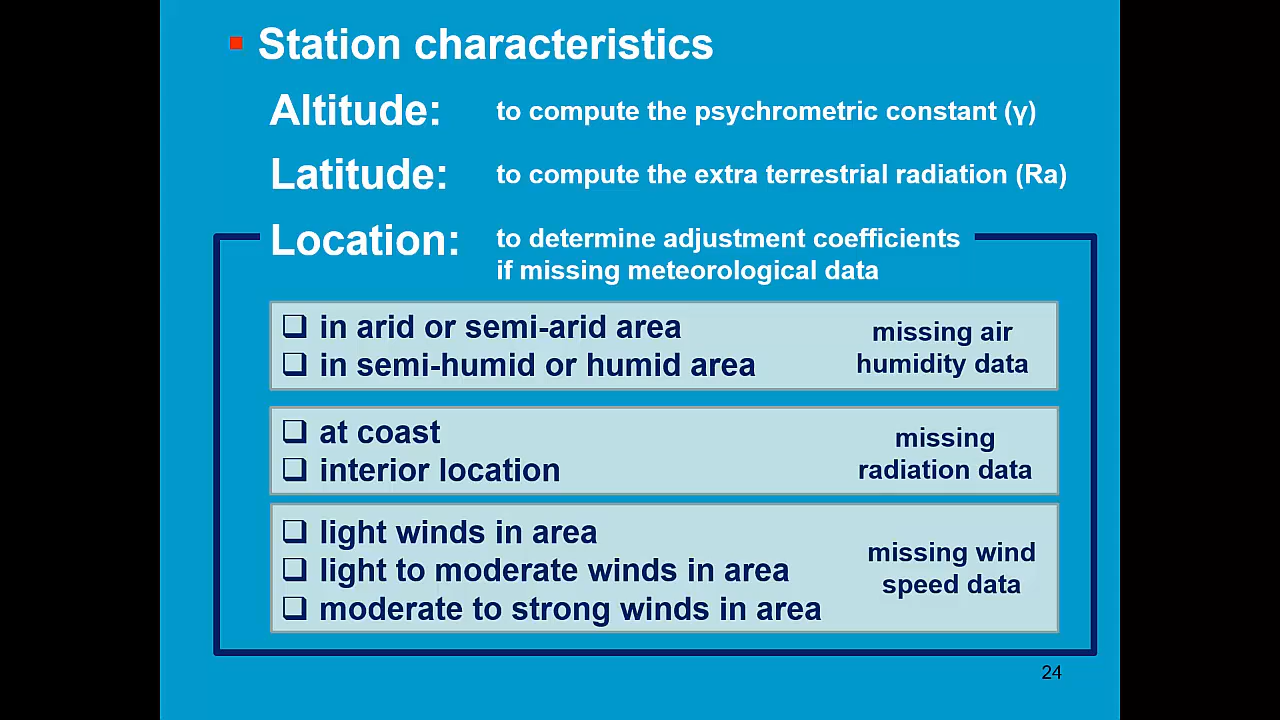 Station characteristics
Altitude: to compute the psychrometric constant (γ)
Latitude: to compute the extra terrestrial radiation (Ra)
Location: to determine adjustment coefficients
if missing meteorological data
❑ in arid or semi-arid area
❑ in semi-humid or humid area
missing air
humidity data
❑ at coast
❑ interior location
missing
radiation data
❑ light winds in area
❑ light to moderate winds in area
❑ moderate to strong winds in area
missing wind
speed data
24